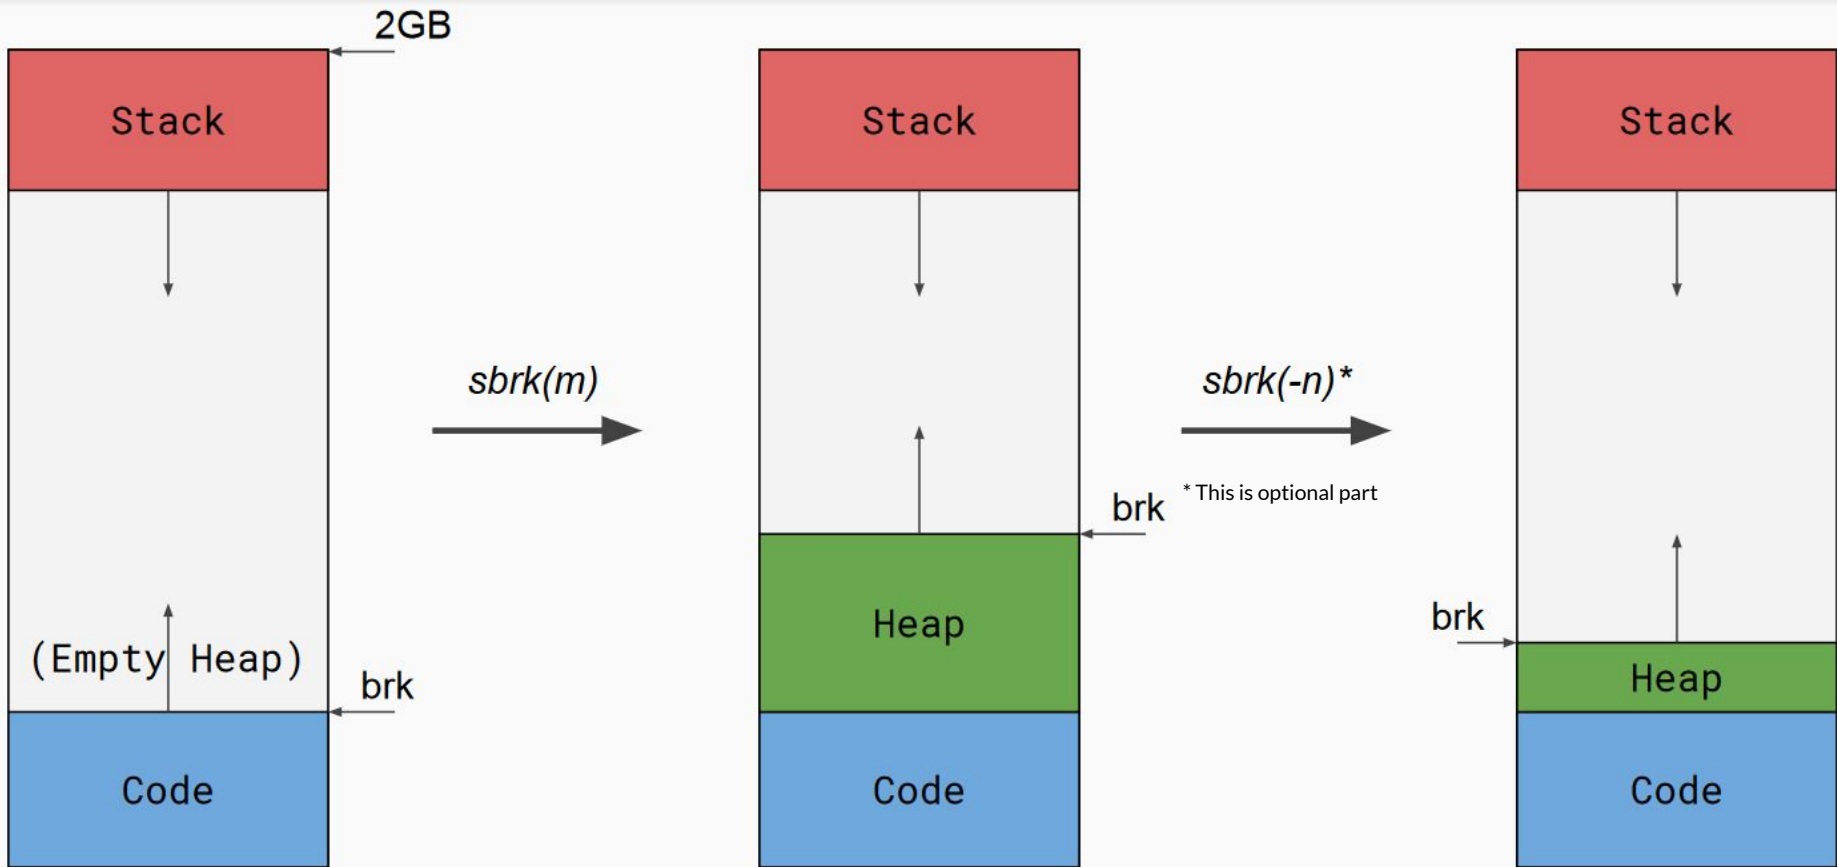 2GB
Stack
(Empty Heap)
brk
Code
sbrk(m)
Stack
brk
Heap
Code
sbrk(-n)*
* This is optional part
Stack
brk
Heap
Code